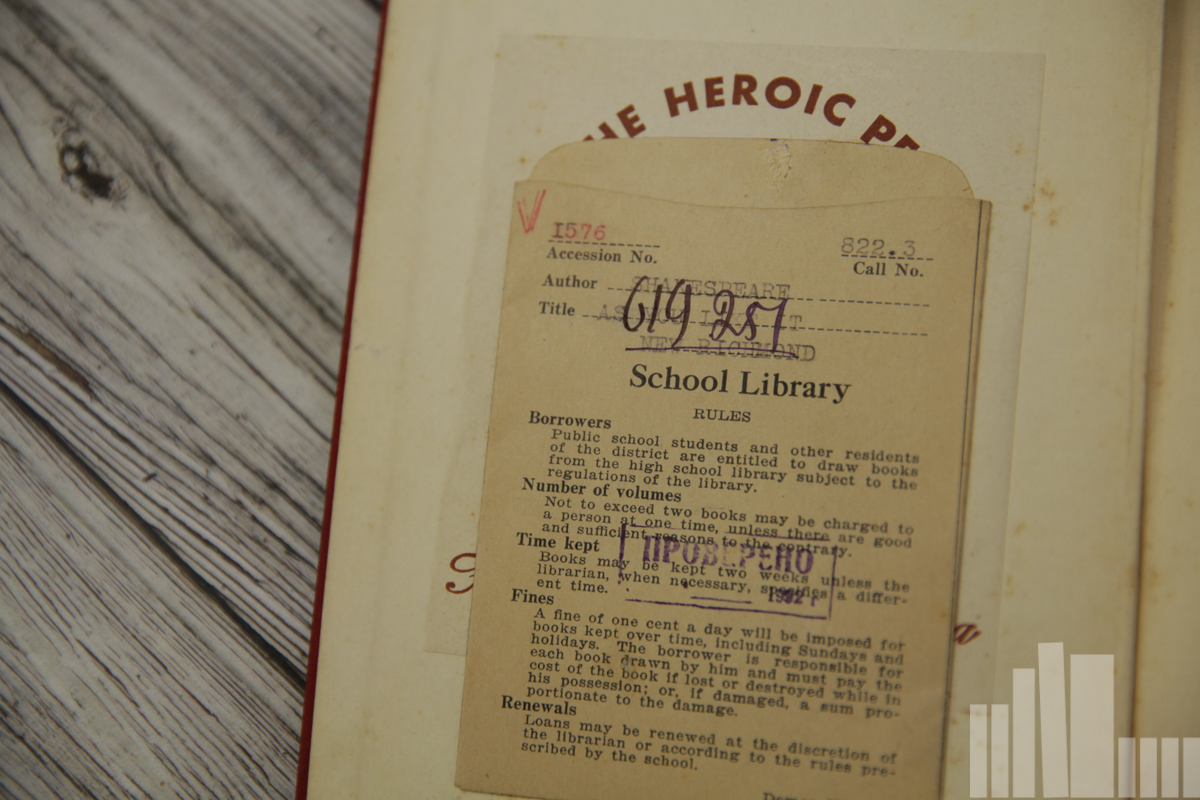 HE HEROIC PE
1576
822.3
Accession No.
Call No.
Author SHAKESPEARE
Title AS YOU LIKE IT
619 257
NEW RICHMOND
School Library
RULES
Borrowers
Public school students and other residents
of the district are entitled to draw books
from the high school library subject to the
regulations of the library.
Number of volumes
Not to exceed two books may be charged to
a person at one time, unless there are good
and sufficient reasons to the contrary.
Time kept
Books may be kept two weeks unless the
librarian, when necessary, specifies a differ-
ent time.
ПРОВЕРЕНО
Fines
A fine of one cent a day will be imposed for
books kept over time, including Sundays and
holidays. The borrower is responsible for
each book drawn by him and must pay the
cost of the book if lost or destroyed while in
his possession; or, if damaged, a sum pro-
portionate to the damage.
Renewals
Loans may be renewed at the discretion of
the librarian or according to the rules pre-
scribed by the school.